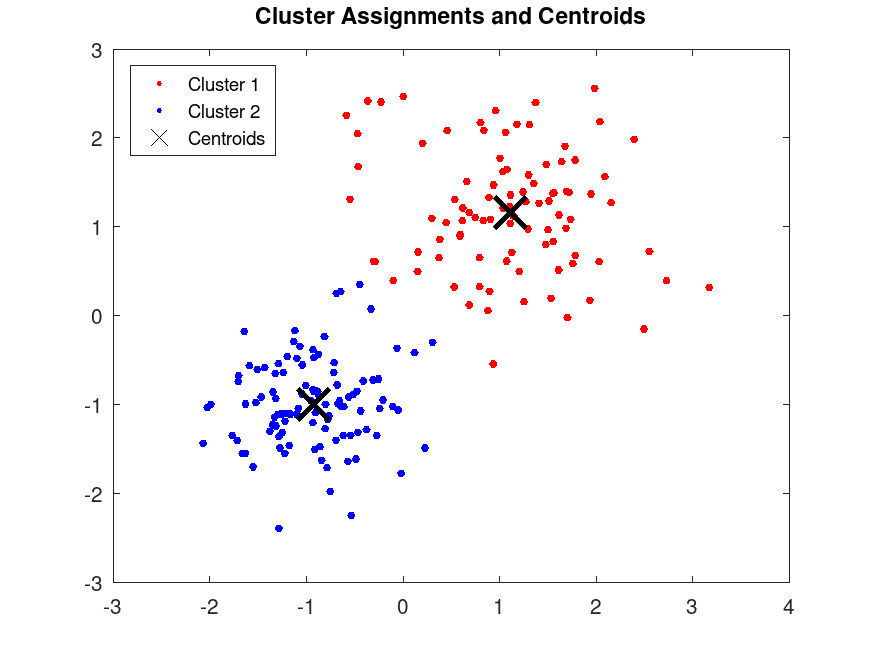 Cluster Assignments and Centroids
3
Cluster 1
Cluster 2
Centroids
2
1
0
-1
-2
-3
-3 -2 -1 0 1 2 3 4